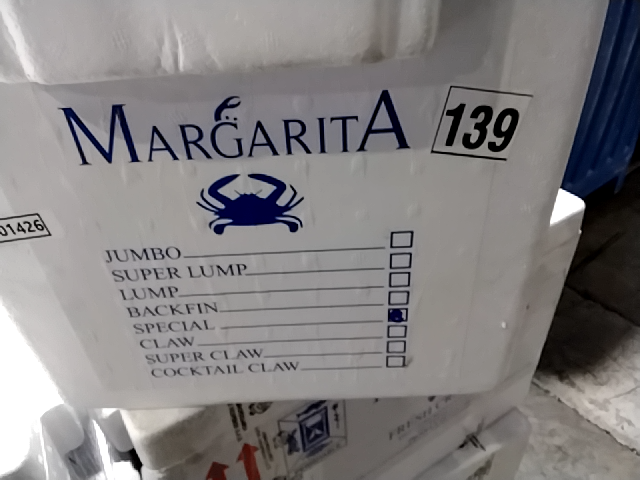 MARGARITA
139
01426
JUMBO
SUPER LUMP
LUMP
BACKFIN
SPECIAL
CLAW
SUPER CLAW
COCKTAIL CLAW